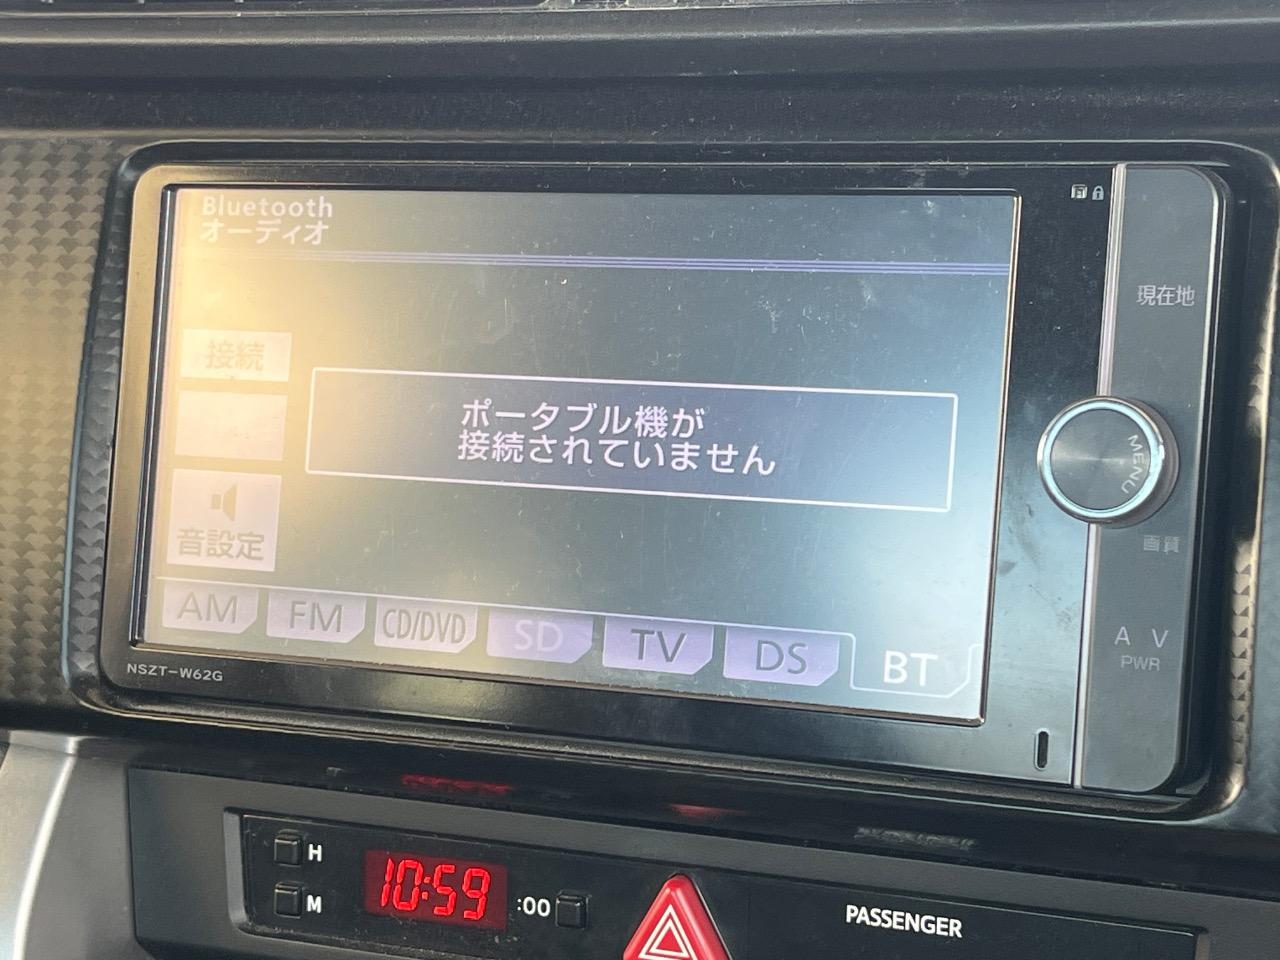 Bluetooth
オーディオ
現在地
接続
ポータブル機が
接続されていません
MENU
音設定
画質
AM
FM
CD/DVD
SD
TV
DS
BT
A V
PWR
NSZT-W62G
H
10:59
M
:00
PASSENGER